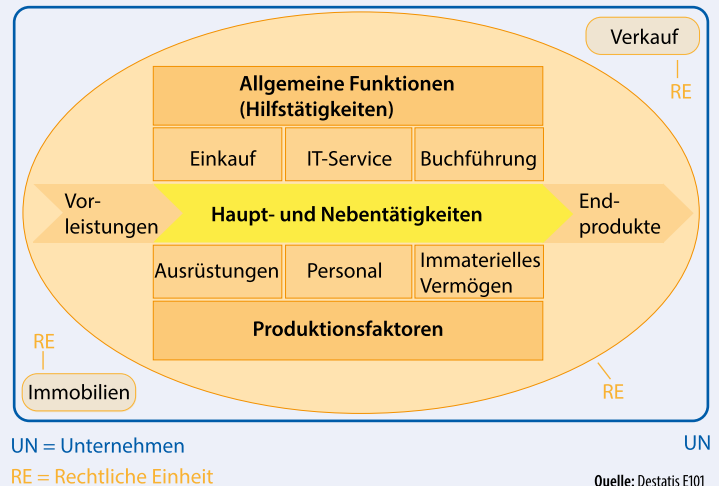 Verkauf
RE
Allgemeine Funktionen
(Hilfstätigkeiten)
Einkauf
IT-Service
Buchführung
Vor-
leistungen
Haupt- und Nebentätigkeiten
End-
produkte
Ausrüstungen
Personal
Immaterielles
Vermögen
Produktionsfaktoren
RE
Immobilien
RE
UN = Unternehmen
UN
RE = Rechtliche Einheit
Quelle: Destatis E101